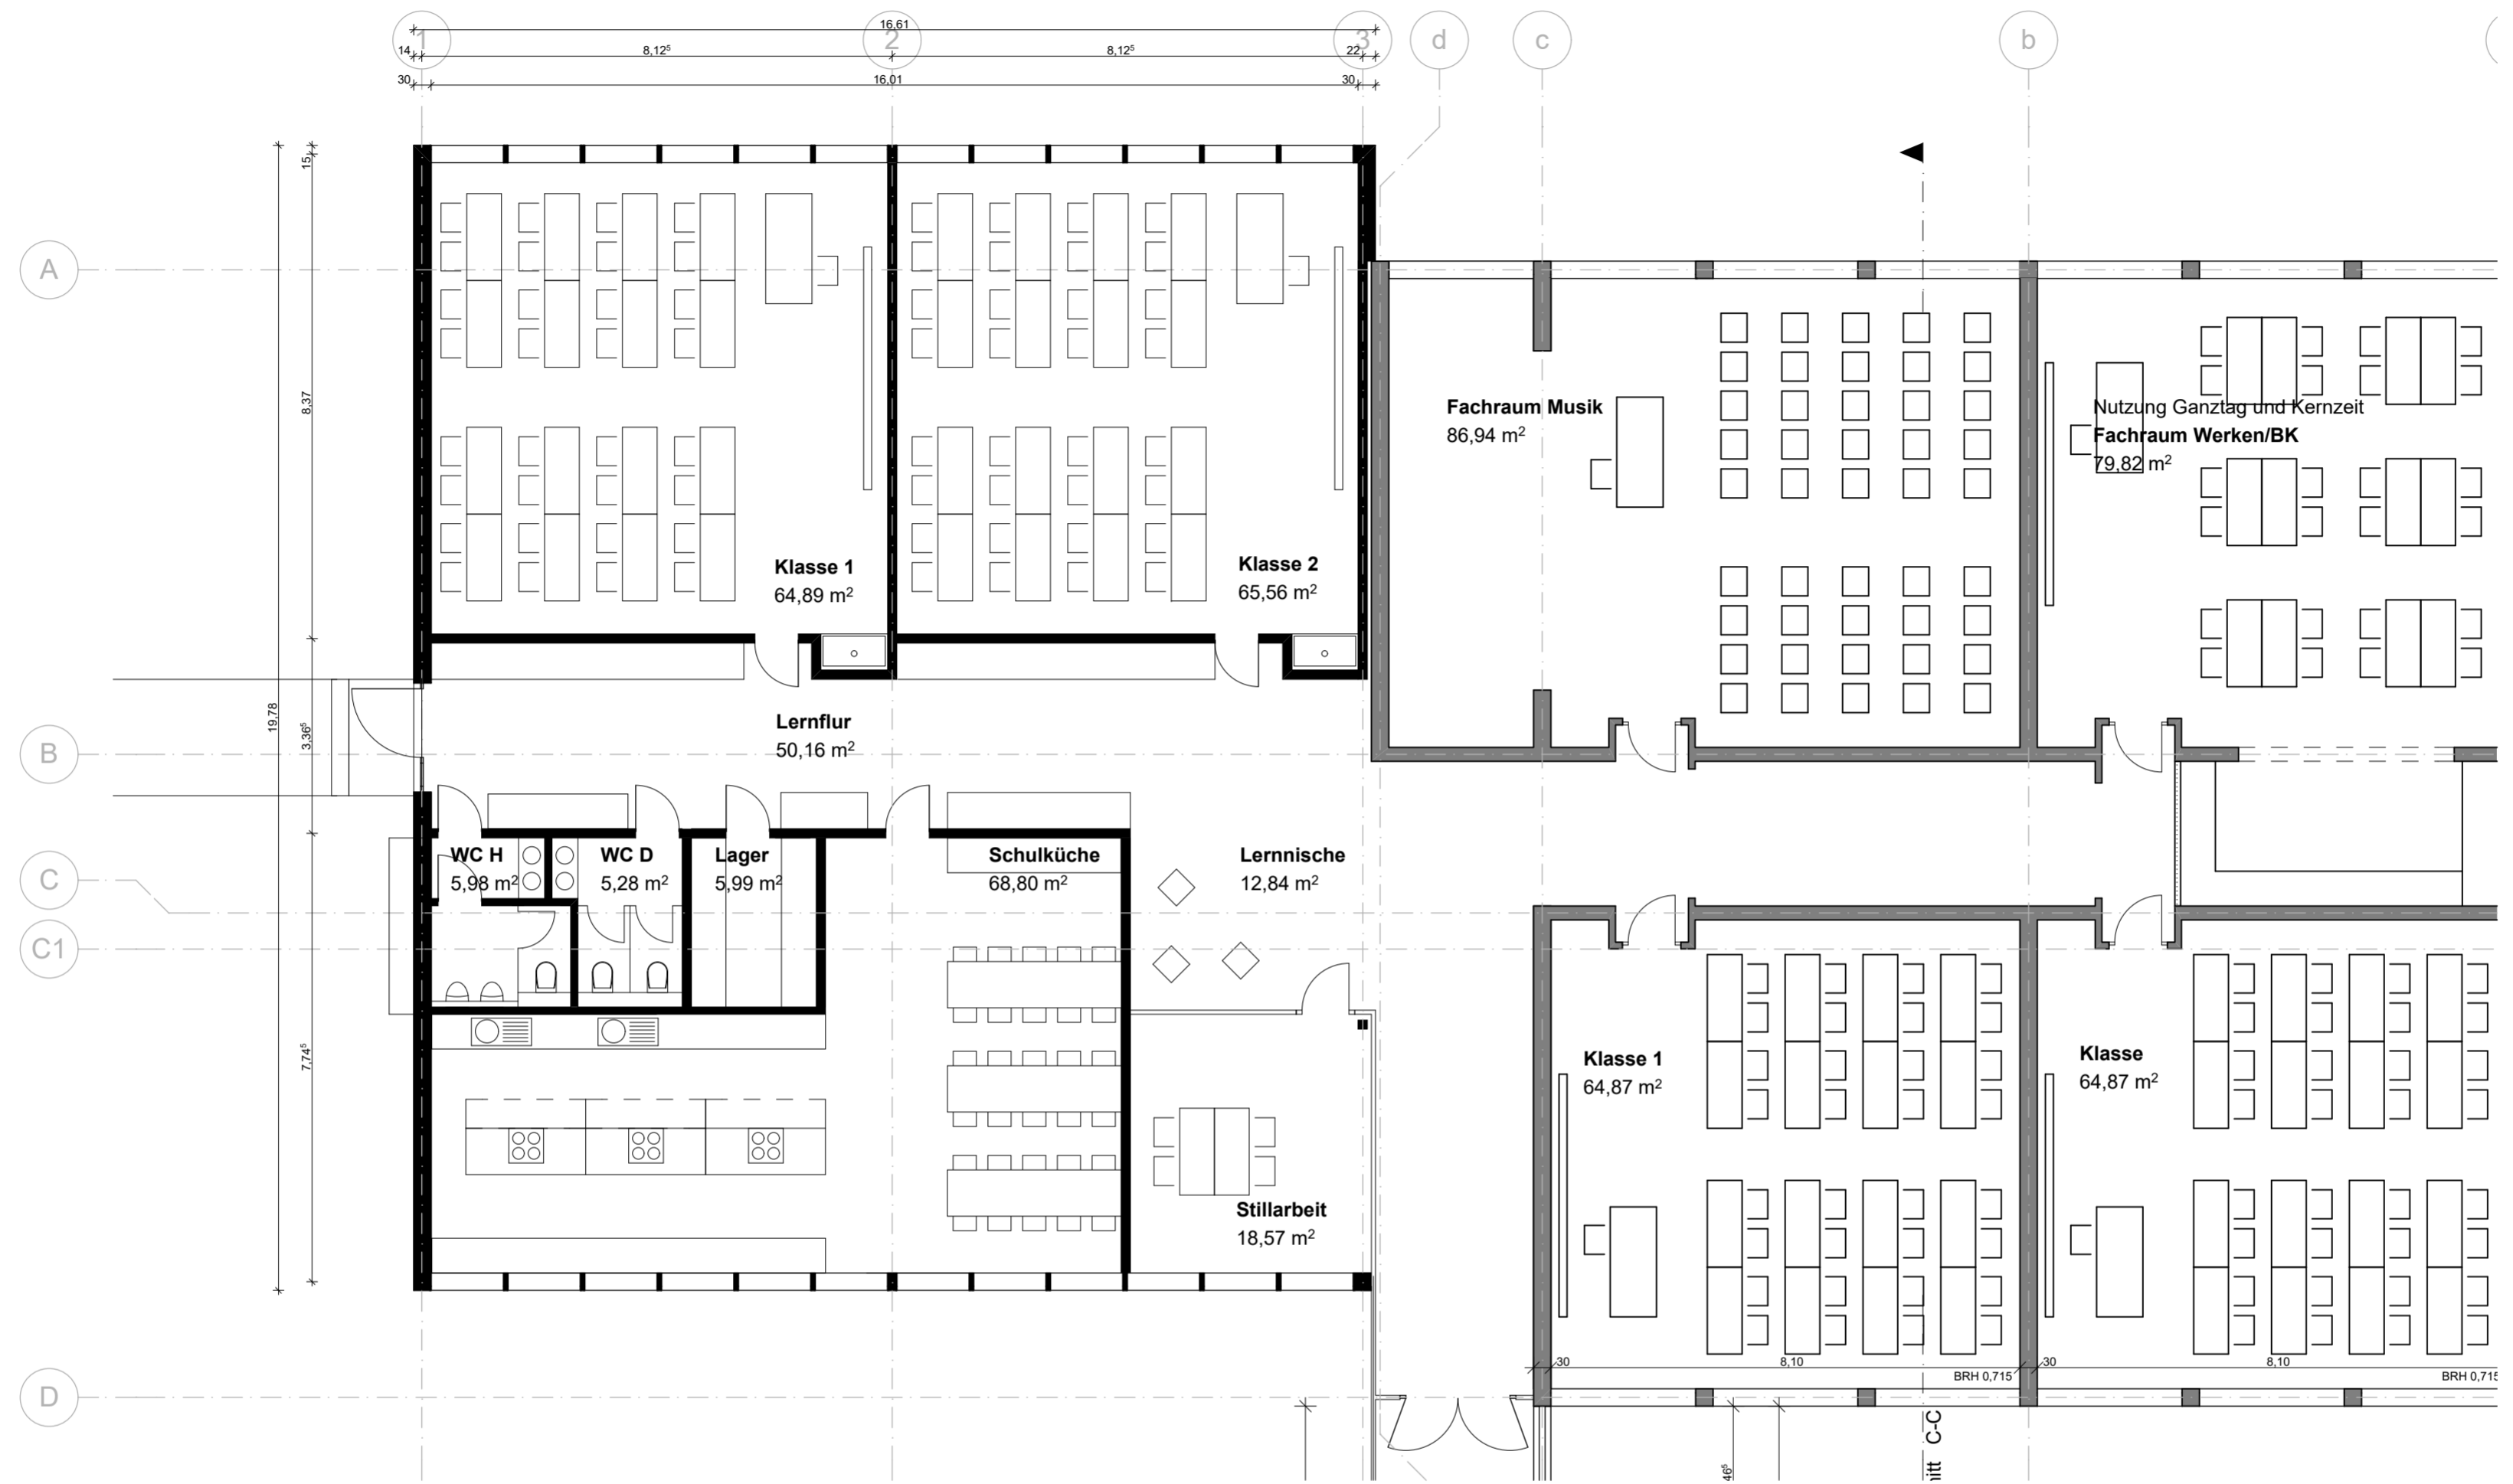 16,61
1 2 3 d c b
14 8,12⁵ 8,12⁵ 22
30 16,01 30
15
A
8,37
Fachraum Musik
86,94 m²
Nutzung Ganztag und Kernzeit
Fachraum Werken/BK
79,82 m²
Klasse 1
64,89 m²
Klasse 2
65,56 m²
19,78
3,36⁵
B
Lernflur
50,16 m²
C
WC H
5,98 m²
WC D
5,28 m²
Lager
5,99 m²
Schulküche
68,80 m²
Lernnische
12,84 m²
C1
7,74⁵
Klasse 1
64,87 m²
Klasse
64,87 m²
Stillarbeit
18,57 m²
30 8,10 30 8,10
BRH 0,715 BRH 0,715
D
C-C
46⁵